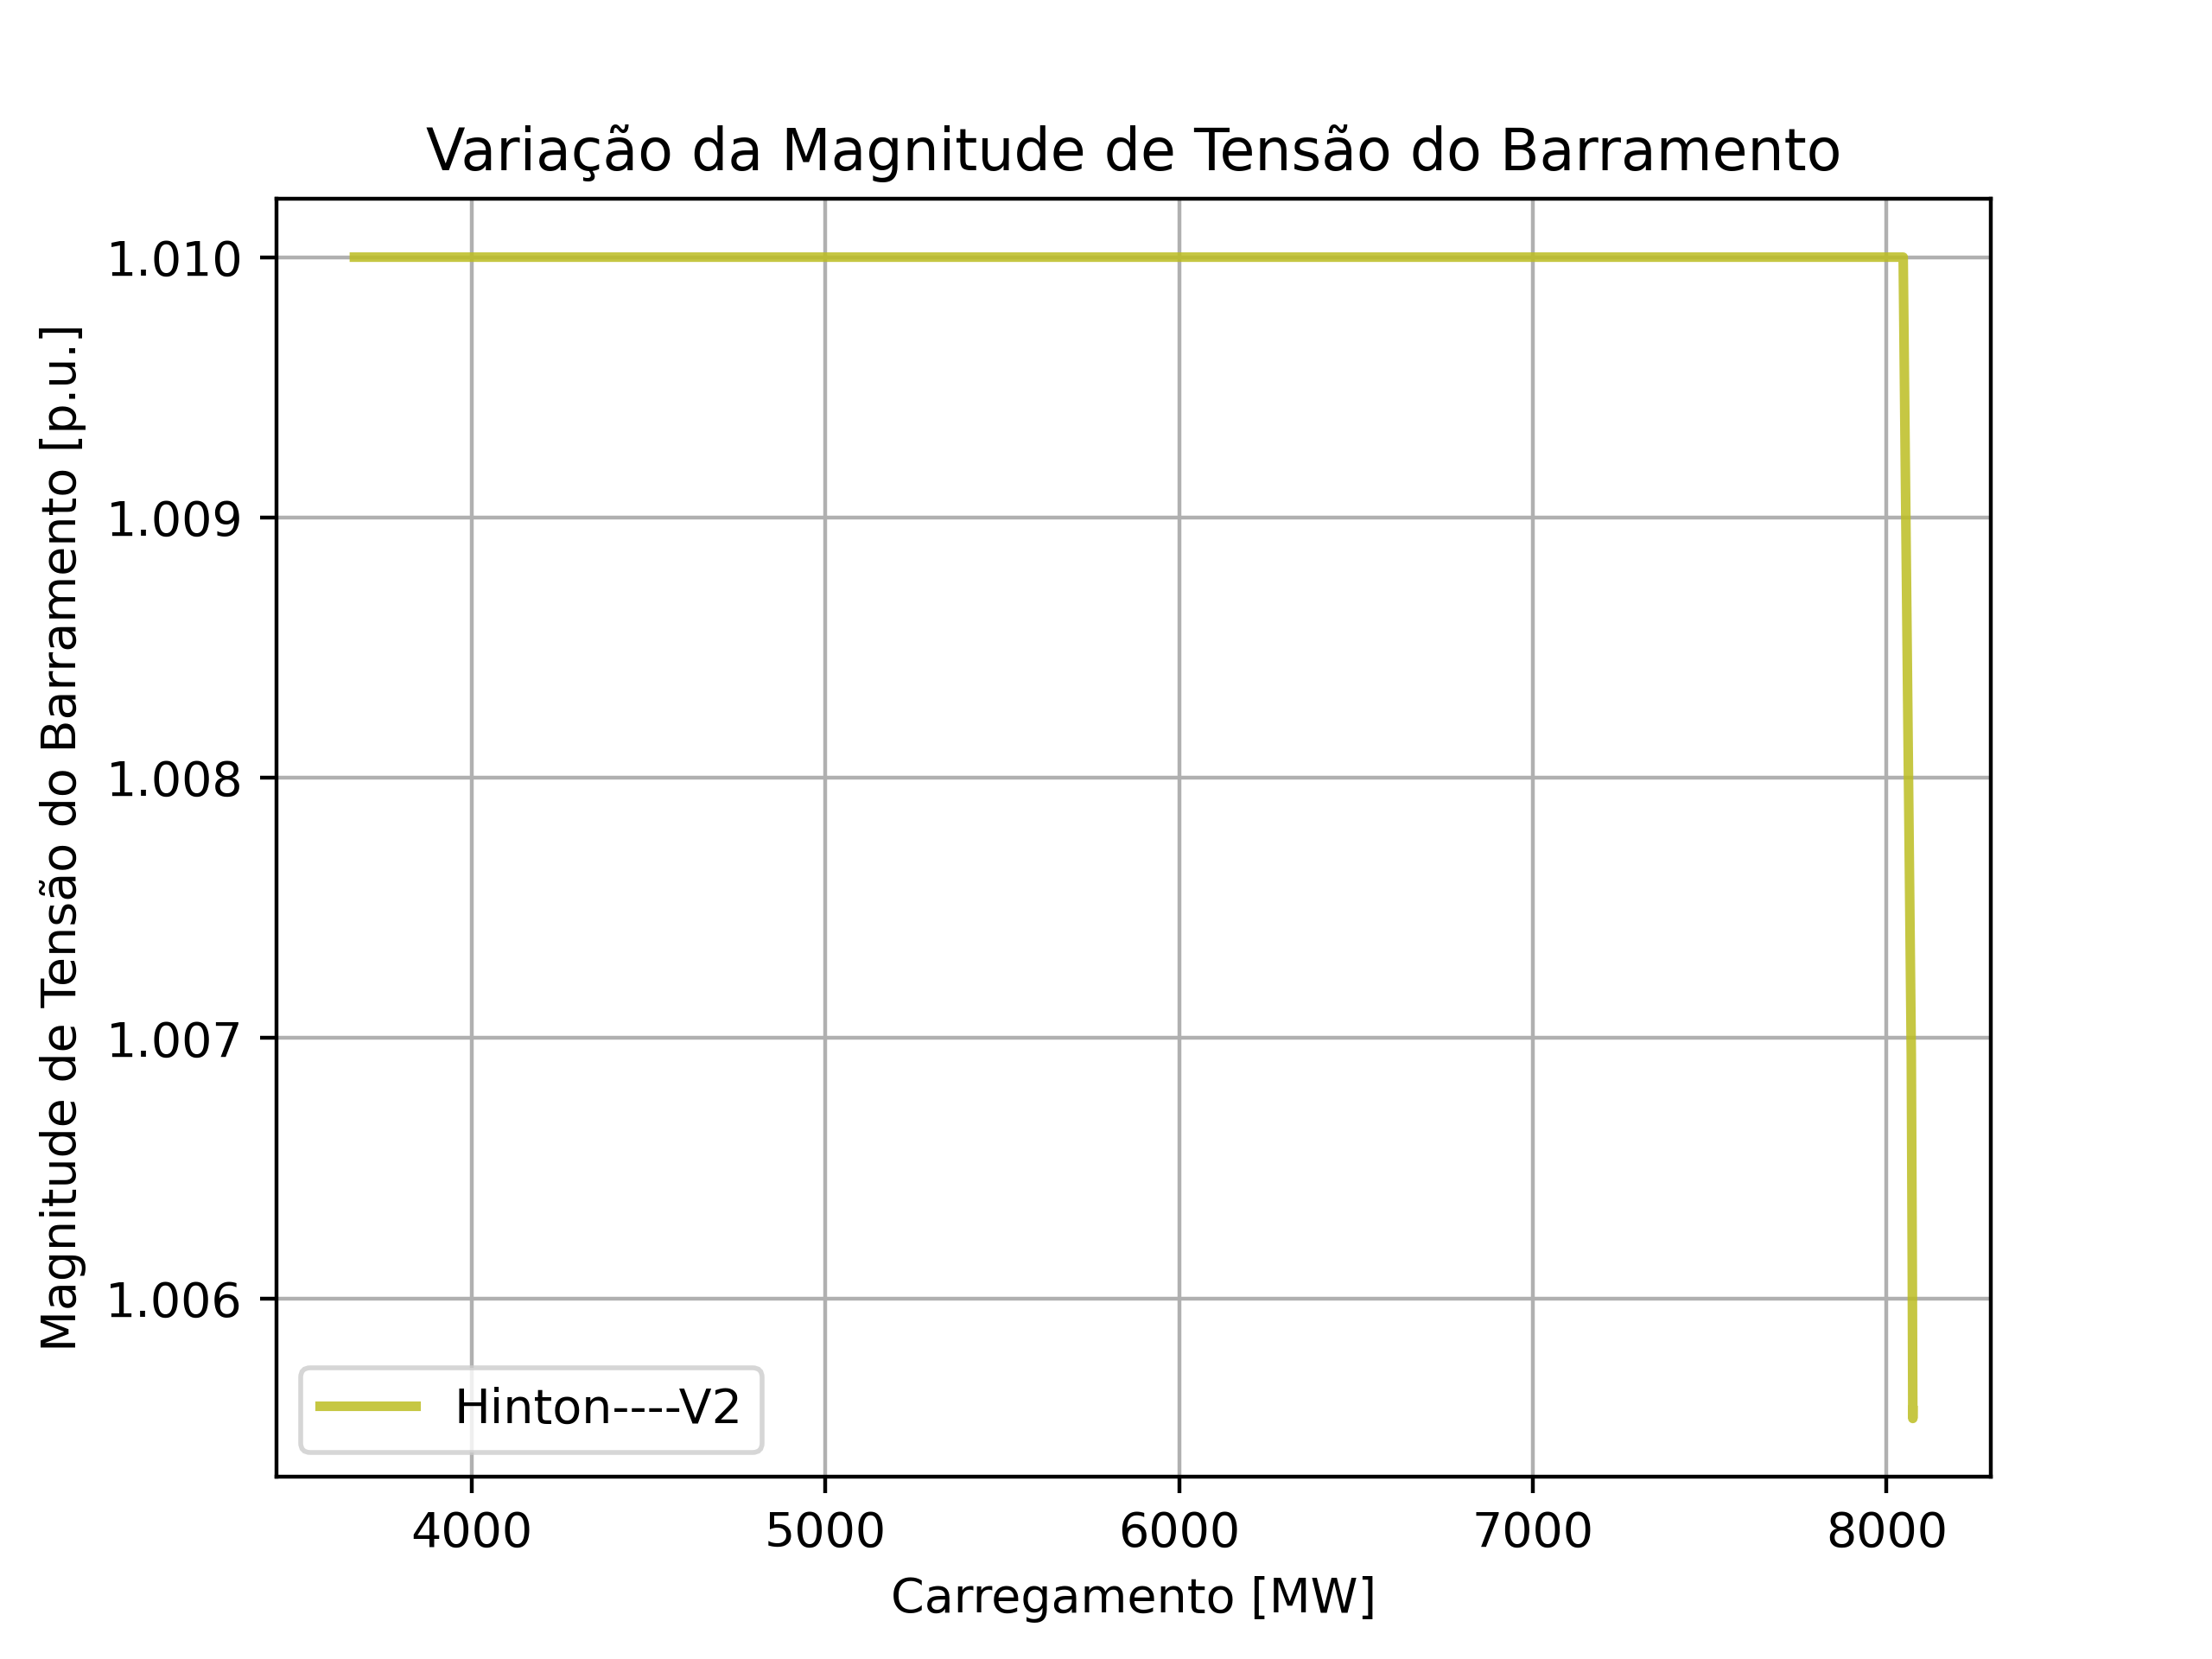 Variação da Magnitude de Tensão do Barramento
Magnitude de Tensão do Barramento [p.u.]
1.010
1.009
1.008
1.007
1.006
Hinton----V2
4000 5000 6000 7000 8000
Carregamento [MW]